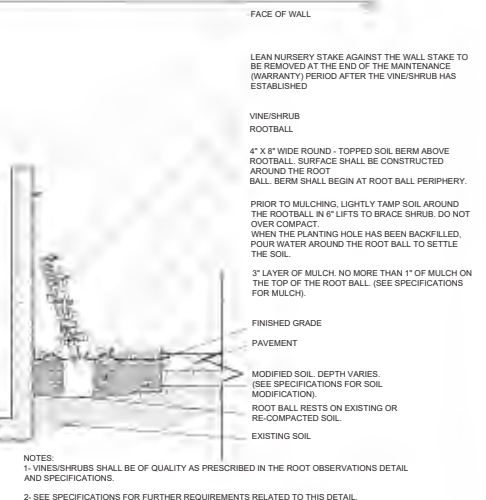 FACE OF WALL
LEAN NURSERY STAKE AGAINST THE WALL STAKE TO
BE REMOVED AT THE END OF THE MAINTENANCE
(WARRANTY) PERIOD AFTER THE VINE/SHRUB HAS
ESTABLISHED
VINE/SHRUB
ROOTBALL
4" X 8" WIDE ROUND - TOPPED SOIL BERM ABOVE
ROOTBALL. SURFACE SHALL BE CONSTRUCTED
AROUND THE ROOT
BALL. BERM SHALL BEGIN AT ROOT BALL PERIPHERY.
PRIOR TO MULCHING, LIGHTLY TAMP SOIL AROUND
THE ROOTBALL IN 6" LIFTS TO BRACE SHRUB. DO NOT
OVER COMPACT.
WHEN THE PLANTING HOLE HAS BEEN BACKFILLED,
POUR WATER AROUND THE ROOT BALL TO SETTLE
THE SOIL.
3" LAYER OF MULCH. NO MORE THAN 1" OF MULCH ON
THE TOP OF THE ROOT BALL. (SEE SPECIFICATIONS
FOR MULCH).
FINISHED GRADE
PAVEMENT
MODIFIED SOIL. DEPTH VARIES.
(SEE SPECIFICATIONS FOR SOIL
MODIFICATION).
ROOT BALL RESTS ON EXISTING OR
RE-COMPACTED SOIL.
EXISTING SOIL
NOTES:
1- VINES/SHRUBS SHALL BE OF QUALITY AS PRESCRIBED IN THE ROOT OBSERVATIONS DETAIL
AND SPECIFICATIONS.
2- SEE SPECIFICATIONS FOR FURTHER REQUIREMENTS RELATED TO THIS DETAIL.